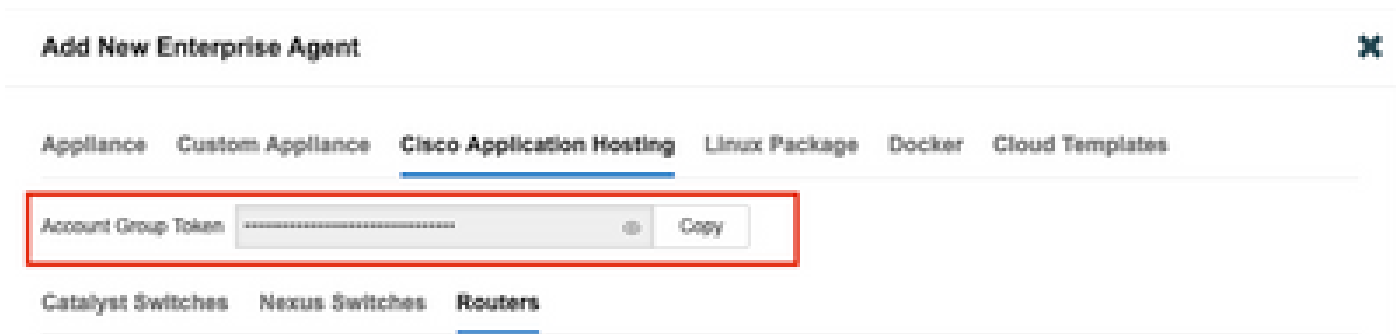 Add New Enterprise Agent
Appliance Custom Appliance Cisco Application Hosting Linux Package Docker Cloud Templates
Account Group Token Copy
Catalyst Switches Nexus Switches Routers